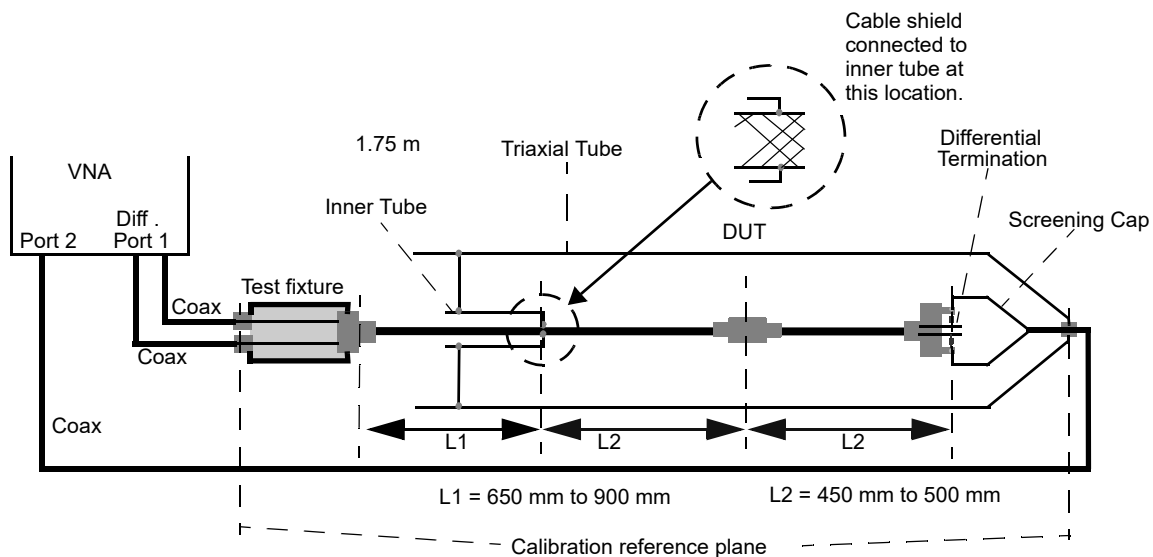 Cable shield
connected to
inner tube at
this location.
1.75 m
Triaxial Tube
Differential
Termination
VNA
Inner Tube
Screening Cap
Diff .
DUT
Port 2
Port 1
Test fixture
Coax
Coax
Coax
L1
L2
L2
L1 = 650 mm to 900 mm
L2 = 450 mm to 500 mm
Calibration reference plane